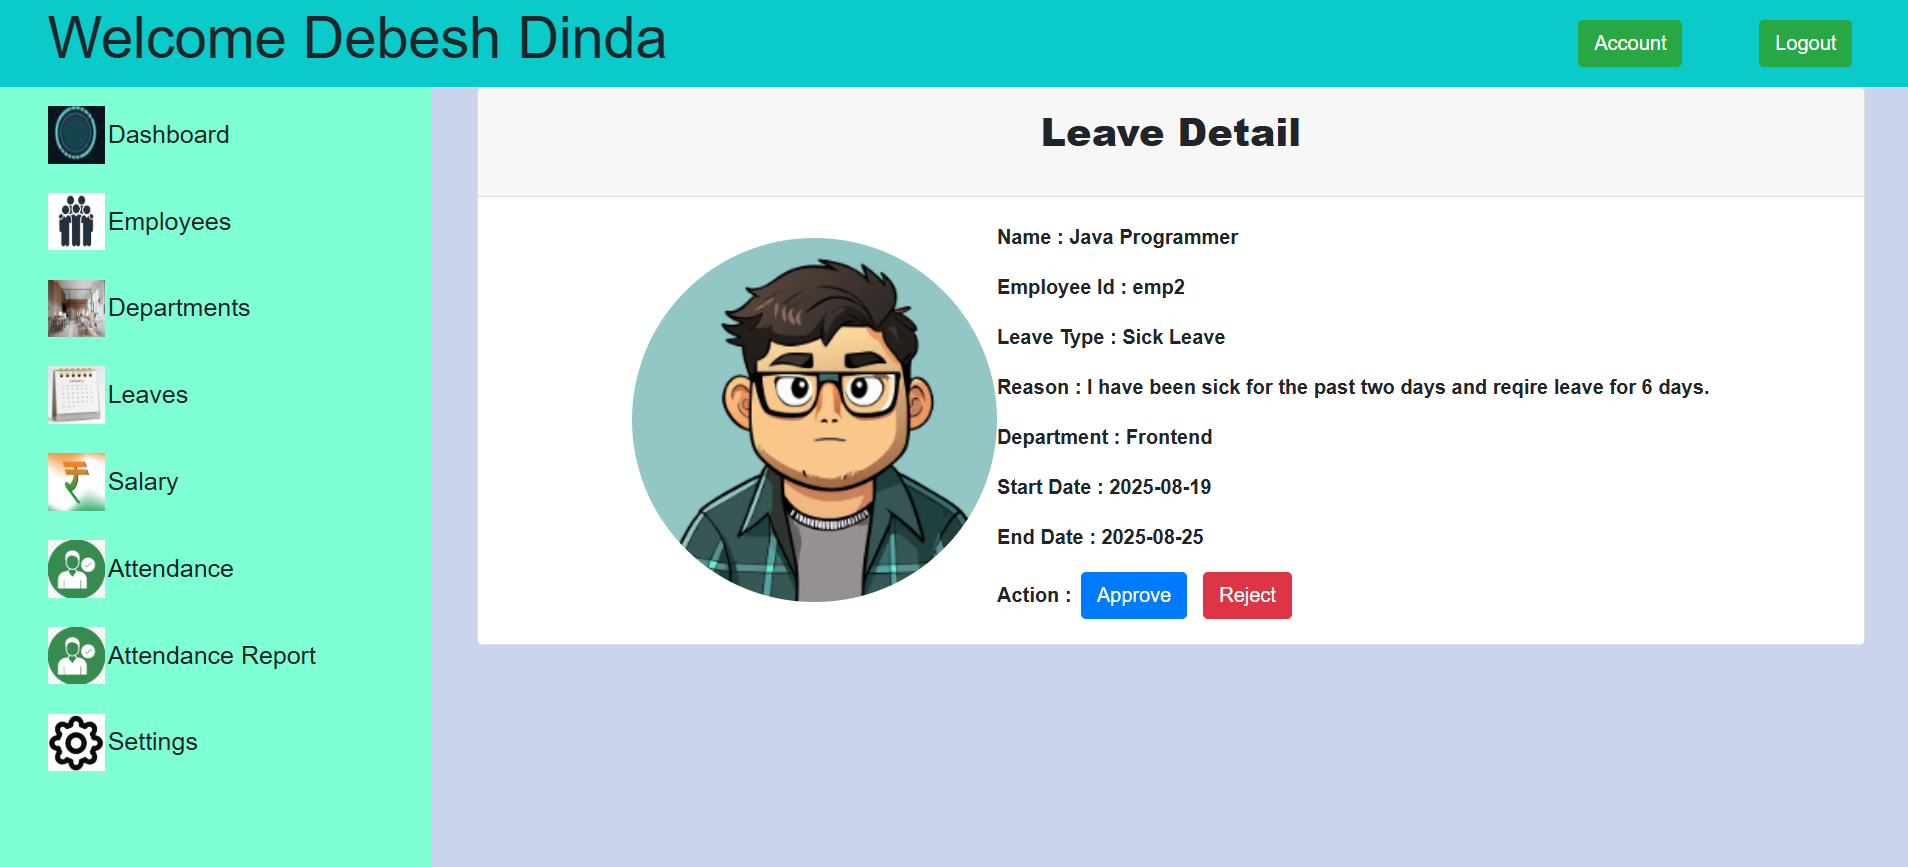 Welcome Debesh Dinda
Account
Logout
Dashboard
Employees
Departments
Leaves
Salary
Attendance
Attendance Report
Settings
Leave Detail
Name : Java Programmer
Employee Id : emp2
Leave Type : Sick Leave
Reason : I have been sick for the past two days and reqire leave for 6 days.
Department : Frontend
Start Date : 2025-08-19
End Date : 2025-08-25
Action : Approve Reject